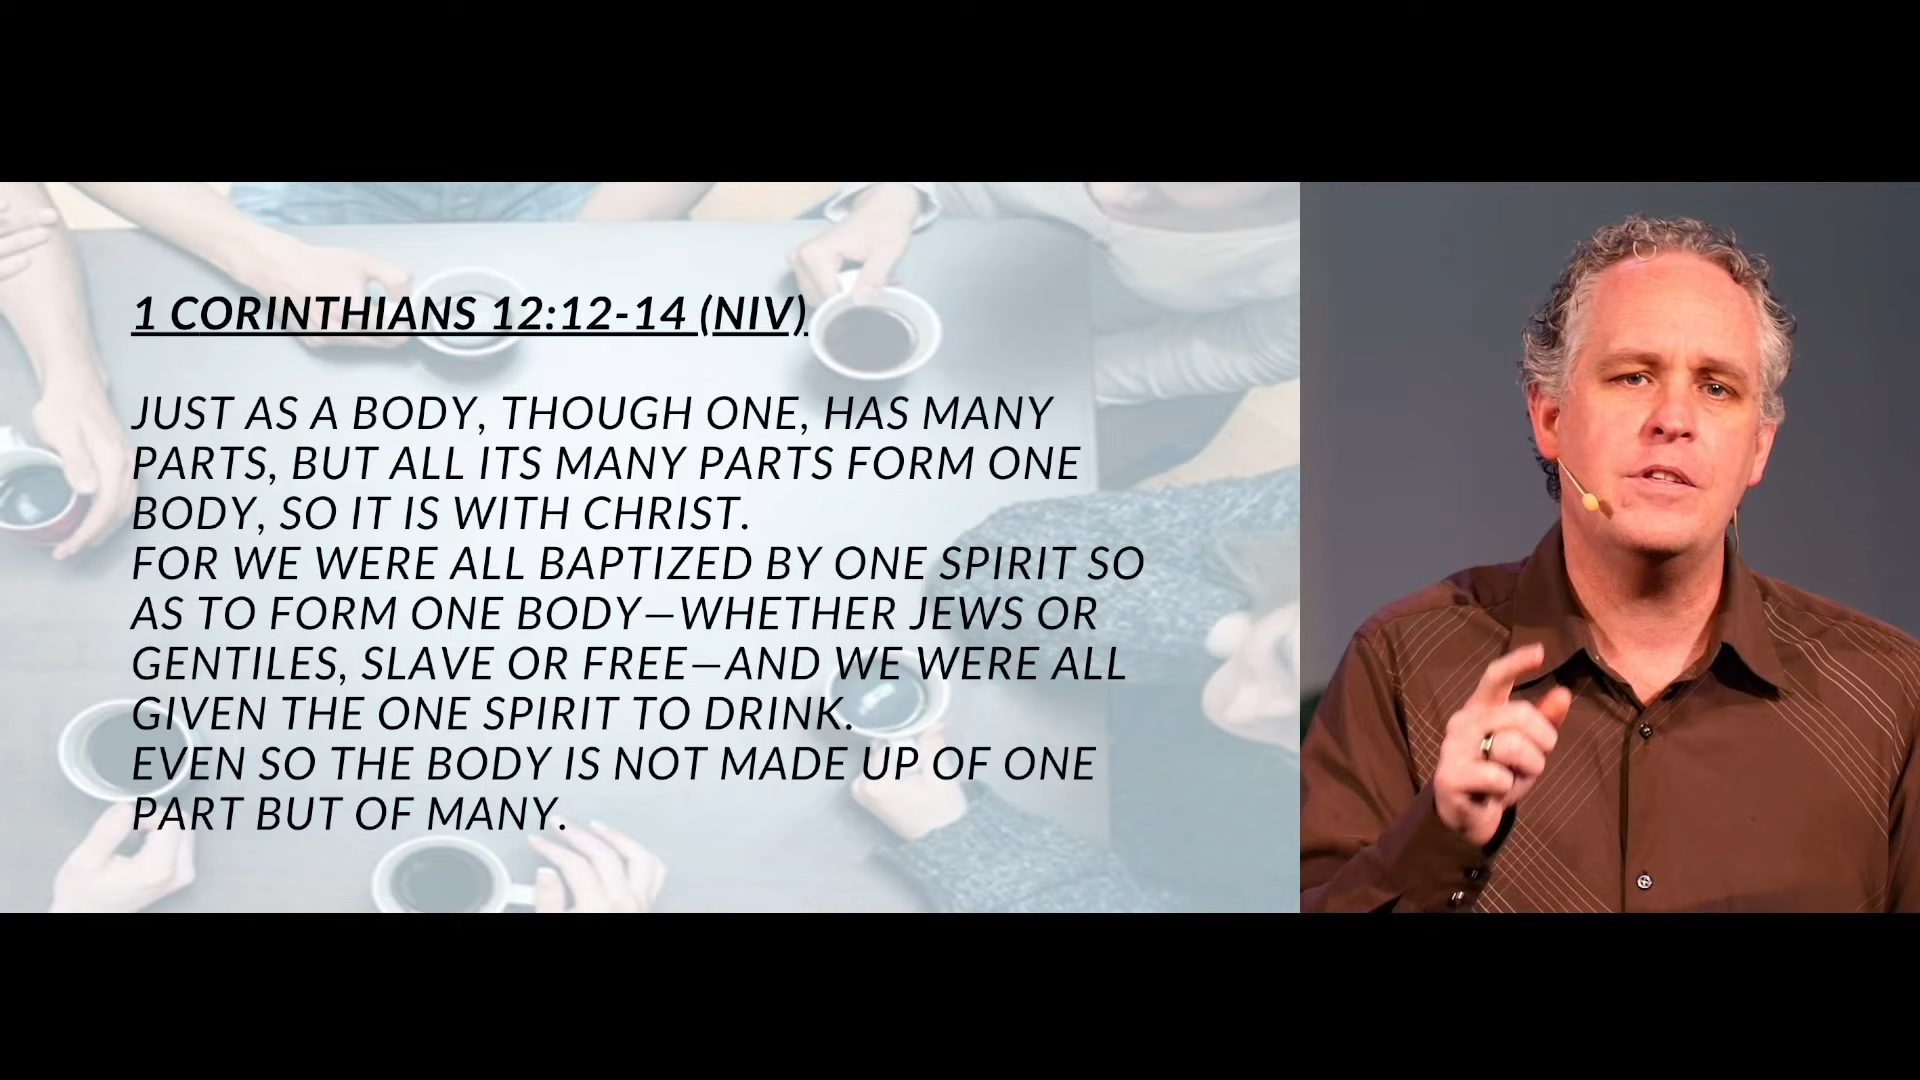 1 CORINTHIANS 12:12-14 (NIV)
JUST AS A BODY, THOUGH ONE, HAS MANY
PARTS, BUT ALL ITS MANY PARTS FORM ONE
BODY, SO IT IS WITH CHRIST.
FOR WE WERE ALL BAPTIZED BY ONE SPIRIT SO
AS TO FORM ONE BODY—WHETHER JEWS OR
GENTILES, SLAVE OR FREE—AND WE WERE ALL
GIVEN THE ONE SPIRIT TO DRINK.
EVEN SO THE BODY IS NOT MADE UP OF ONE
PART BUT OF MANY.